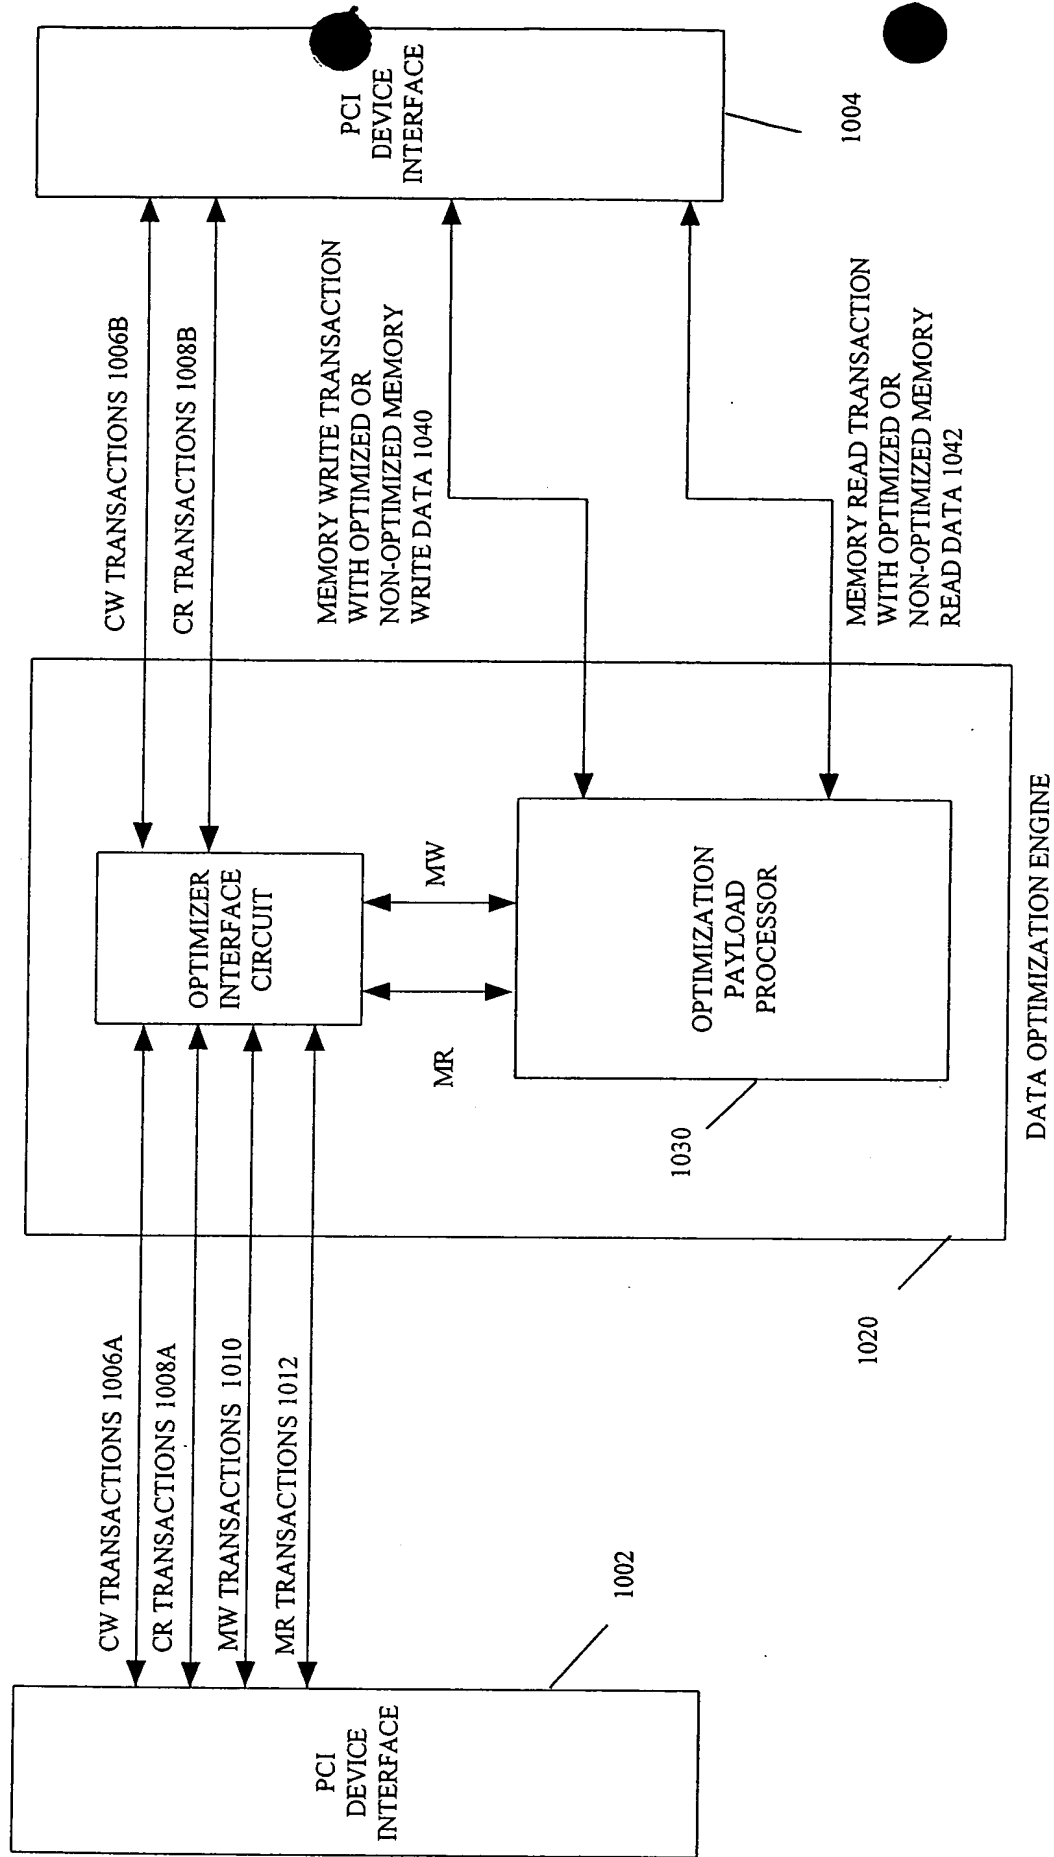 PCI
DEVICE
INTERFACE
1002
CW TRANSACTIONS 1006A
CR TRANSACTIONS 1008A
MW TRANSACTIONS 1010
MR TRANSACTIONS 1012
OPTIMIZER
INTERFACE
CIRCUIT
MR
MW
OPTIMIZATION
PAYLOAD
PROCESSOR
1030
1020
DATA OPTIMIZATION ENGINE
CW TRANSACTIONS 1006B
CR TRANSACTIONS 1008B
MEMORY WRITE TRANSACTION
WITH OPTIMIZED OR
NON-OPTIMIZED MEMORY
WRITE DATA 1040
MEMORY READ TRANSACTION
WITH OPTIMIZED OR
NON-OPTIMIZED MEMORY
READ DATA 1042
PCI
DEVICE
INTERFACE
1004